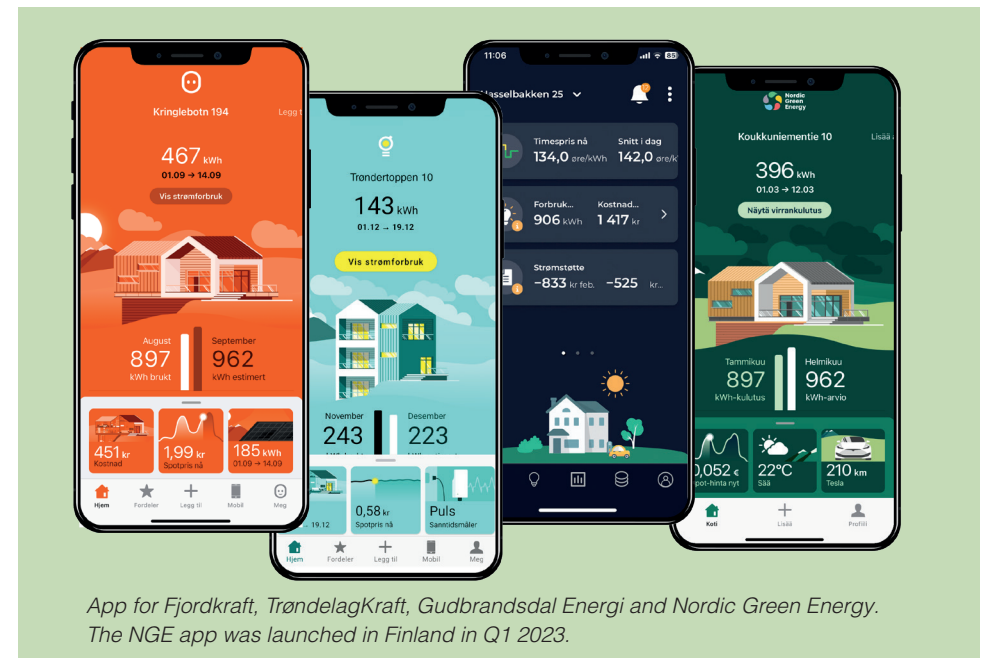 Kringlebotn 194
Legg t
467 kWh
01.09 → 14.09
Vis strømforbruk
August
897
kWh brukt
September
962
kWh estimert
451 kr
Kostnad
1,99 kr
Spotpris nå
185 kWh
01.09 → 14.09
Hjem
Fordeler
Legg til
Mobil
Meg
Trøndertoppen 10
143 kWh
01.12 → 19.12
Vis strømforbruk
November
243
Desember
223
19.12
0,58 kr
Spotpris nå
Puls
Sanntidsmåler
Hjem
Fordeler
Legg til
Mobil
Meg
11:06
85
Hasselbakken 25
Timespris nå
134,0 øre/kWh
Snitt i dag
142,0 øre/k
Forbruk...
906 kWh
Kostnad...
1 417 kr
Strømstøtte
−833 kr feb.
−525 kr...
Nordic
Green
Energy
Koukkuniementie 10
Lisää
396 kWh
01.03 → 12.03
Näytä virrankulutus
Tammikuu
897
kWh-kulutus
Helmikuu
962
kWh-arvio
0,052 €
pot-hinta nyt
22°C
Sää
210 km
Tesla
Koti
Lisää
Profiili
App for Fjordkraft, TrøndelagKraft, Gudbrandsdal Energi and Nordic Green Energy.
The NGE app was launched in Finland in Q1 2023.